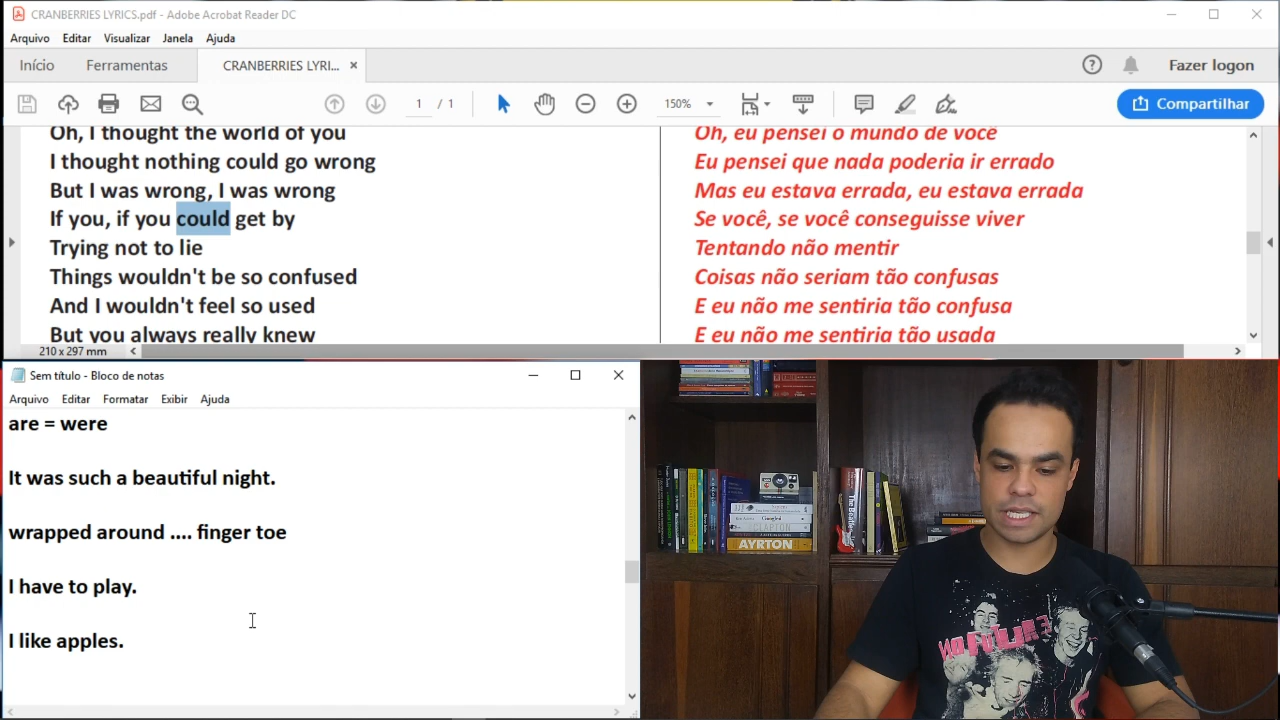 CRANBERRIES LYRICS.pdf - Adobe Acrobat Reader DC
Arquivo Editar Visualizar Janela Ajuda
Início Ferramentas CRANBERRIES LYRI... × Fazer logon
1 / 1 150% Compartilhar
Oh, I thought the world of you
I thought nothing could go wrong
But I was wrong, I was wrong
If you, if you could get by
Trying not to lie
Things wouldn't be so confused
And I wouldn't feel so used
But you always really knew
Oh, eu pensei o mundo de você
Eu pensei que nada poderia ir errado
Mas eu estava errada, eu estava errada
Se você, se você conseguisse viver
Tentando não mentir
Coisas não seriam tão confusas
E eu não me sentiria tão confusa
E eu não me sentiria tão usada
210 x 297 mm
Sem título - Bloco de notas
Arquivo Editar Formatar Exibir Ajuda
are = were
It was such a beautiful night.
wrapped around .... finger toe
I have to play.
I like apples.
The Beatles
Google
CLAPTON
AYRTON
NO FUTURE